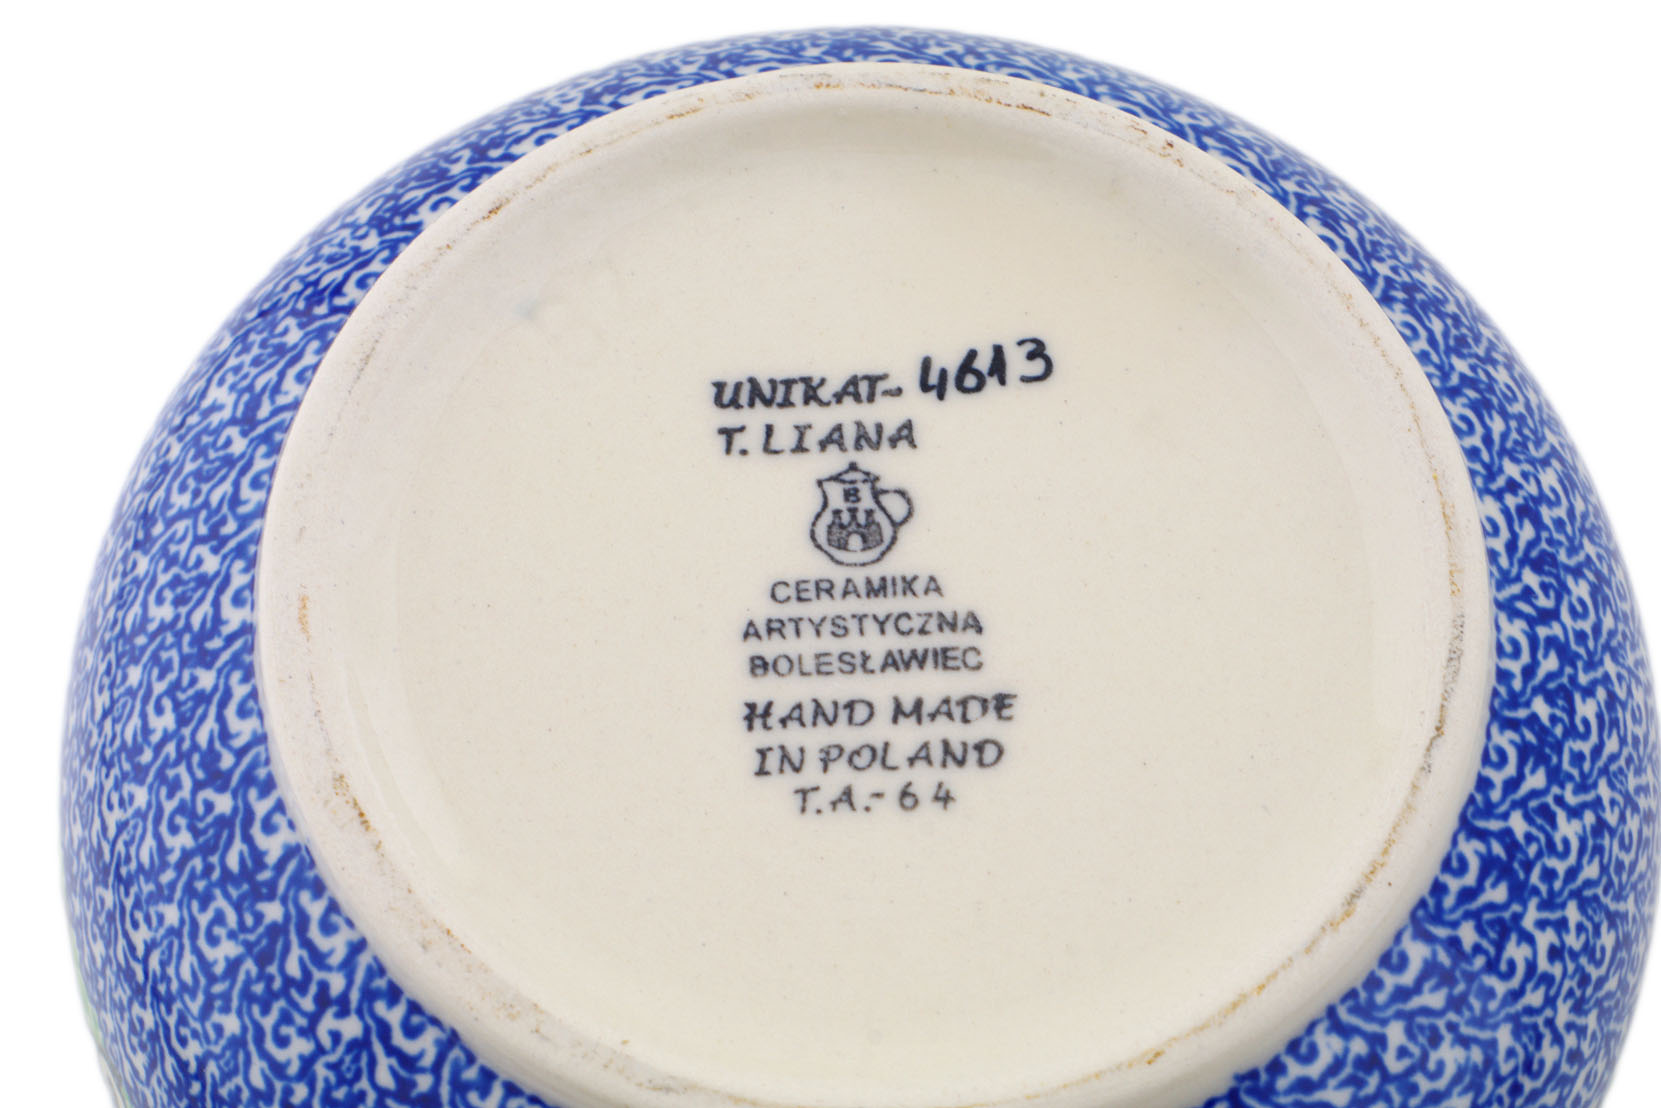 UNIKAT- 4613
T. LIANA
B
CERAMIKA
ARTYSTYCZNA
BOLESŁAWIEC
HAND MADE
IN POLAND
T.A.-64